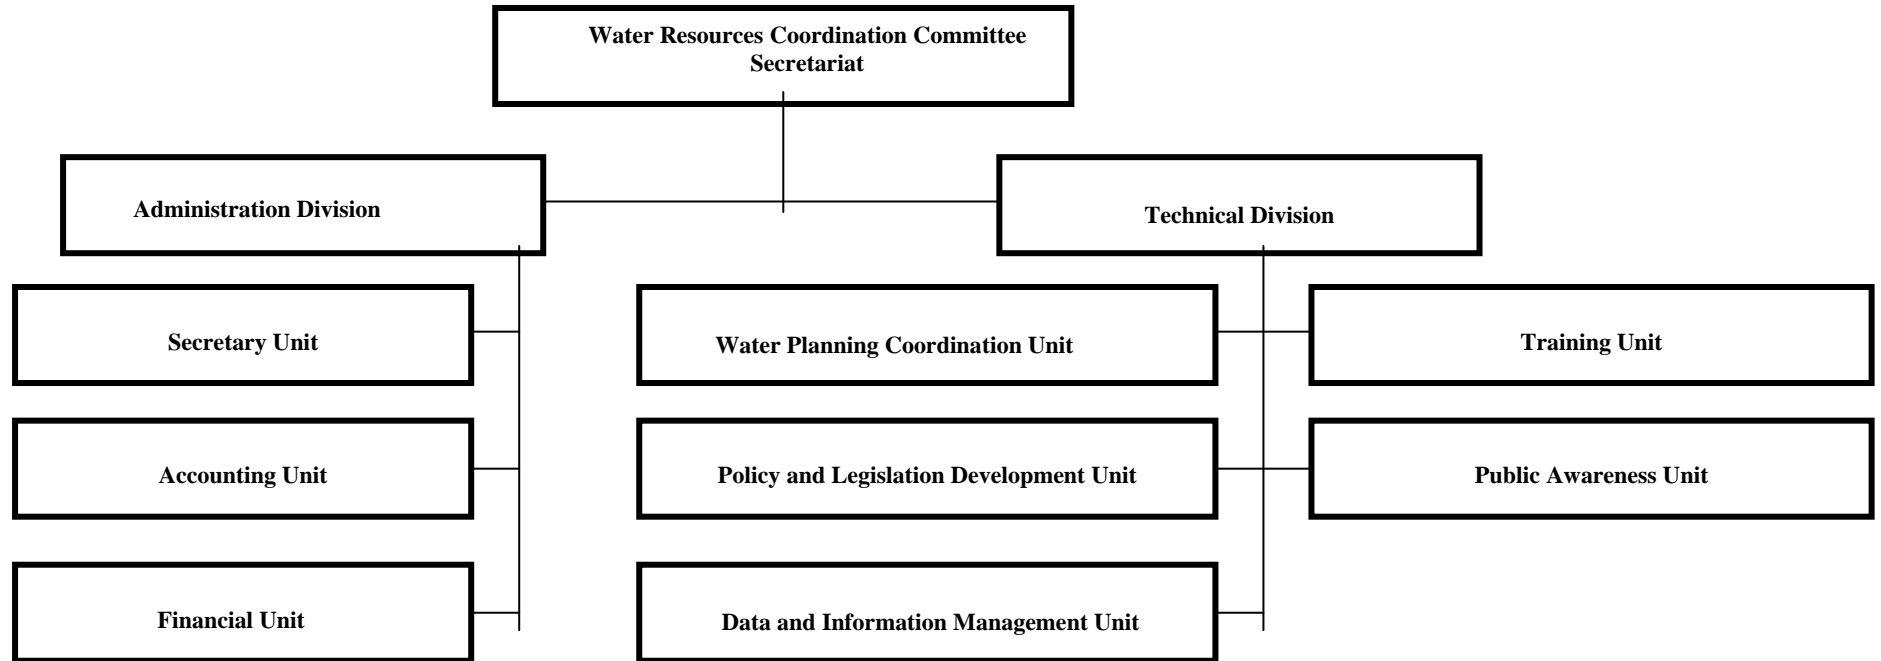 Water Resources Coordination Committee
Secretariat
Administration Division
Technical Division
Secretary Unit
Water Planning Coordination Unit
Training Unit
Accounting Unit
Policy and Legislation Development Unit
Public Awareness Unit
Financial Unit
Data and Information Management Unit